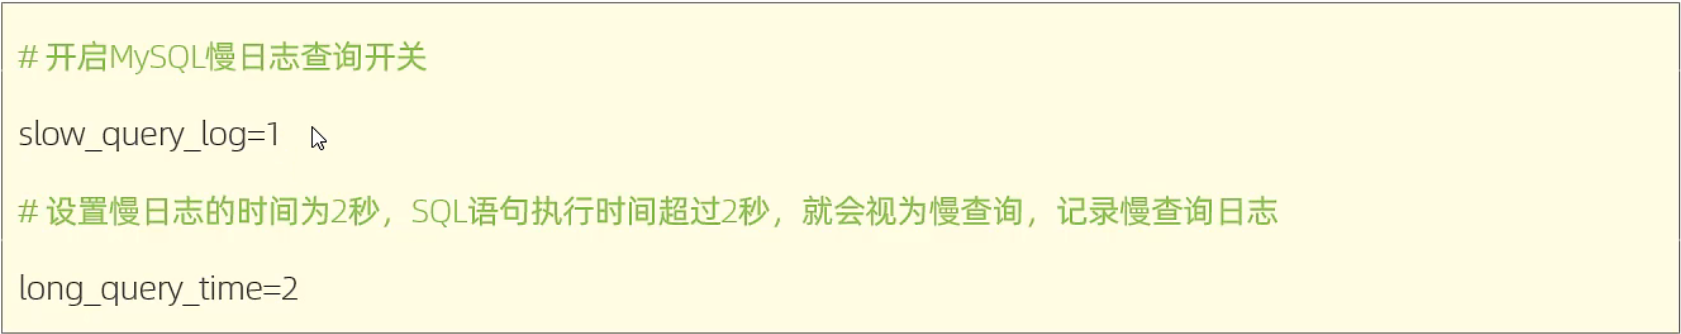 # 开启MySQL慢日志查询开关
slow_query_log=1
# 设置慢日志的时间为2秒，SQL语句执行时间超过2秒，就会视为慢查询，记录慢查询日志
long_query_time=2